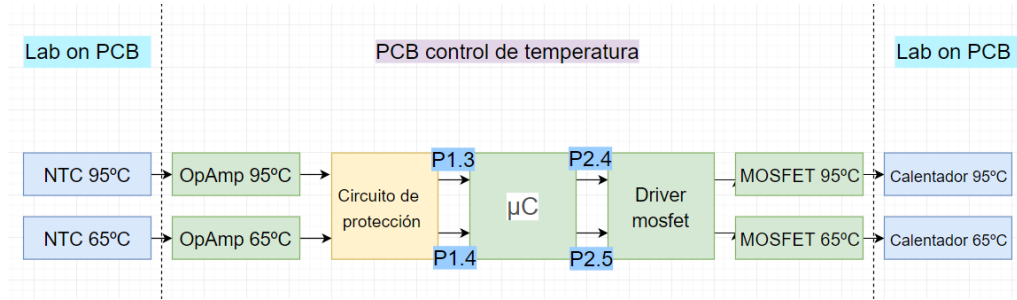 Lab on PCB
PCB control de temperatura
Lab on PCB
NTC 95ºC
OpAmp 95ºC
Circuito de
protección
P1.3
µC
P2.4
Driver
mosfet
MOSFET 95ºC
Calentador 95ºC
NTC 65ºC
OpAmp 65ºC
P1.4
P2.5
MOSFET 65ºC
Calentador 65ºC